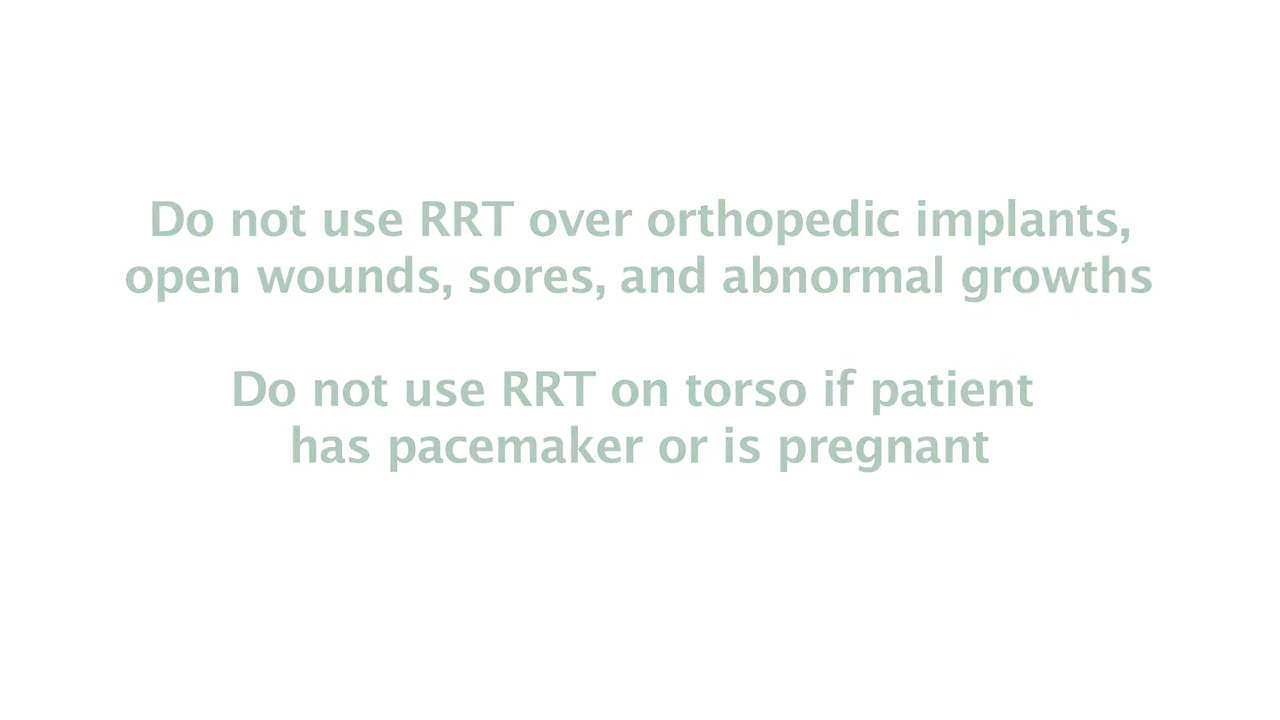 Do not use RRT over orthopedic implants,
open wounds, sores, and abnormal growths
Do not use RRT on torso if patient
has pacemaker or is pregnant